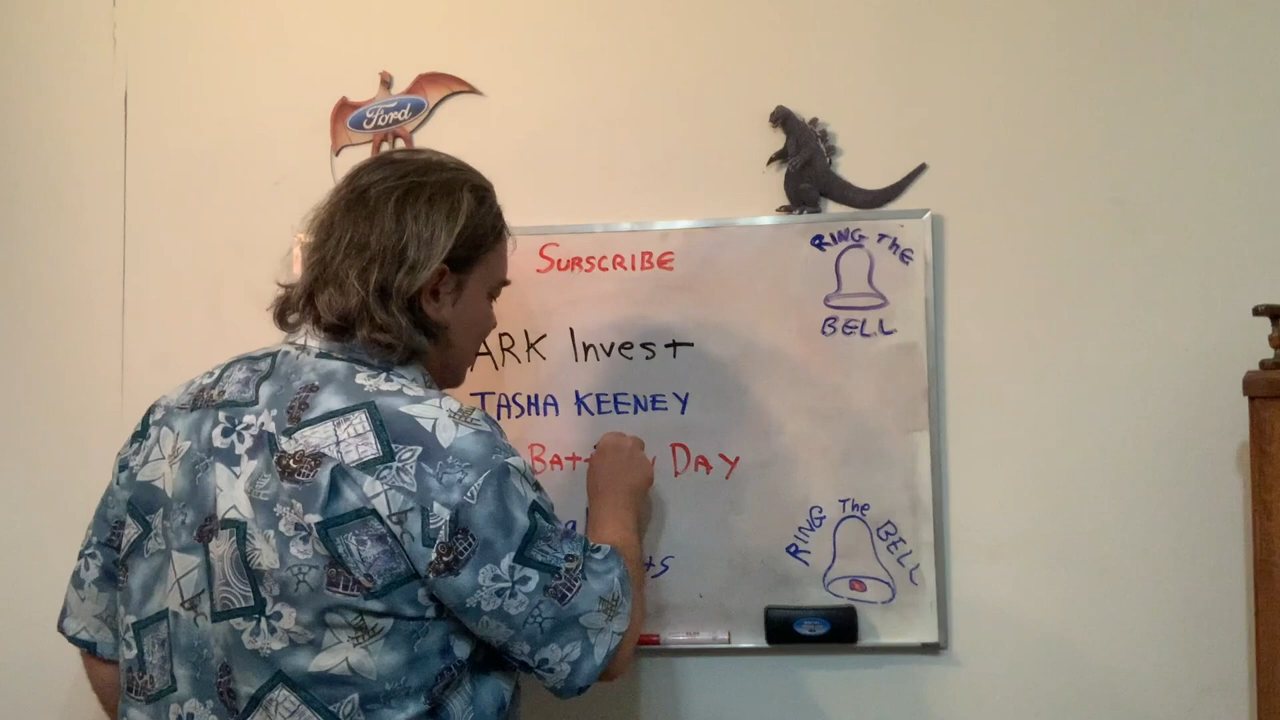 Ford
SUBSCRIBE
RING The
BELL
ARK Invest
TASHA KEENEY
Battery Day
RING The BELL